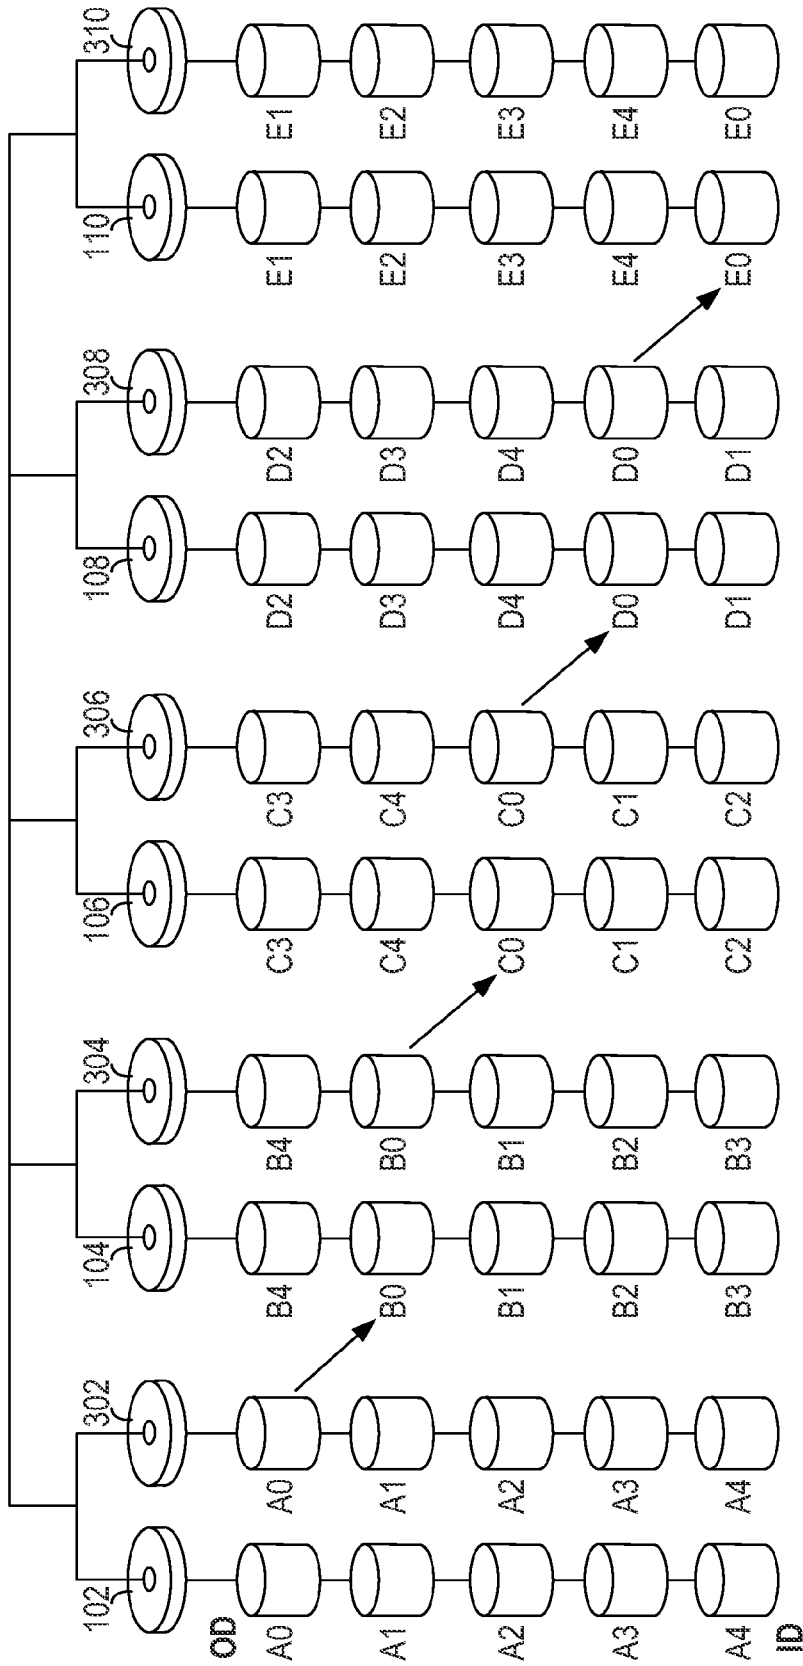 102 302 104 304 106 306 108 308 110 310
OD
A0 A0 B4 B4 C3 C3 D2 D2 E1 E1
A1 A1 B0 B0 C4 C4 D3 D3 E2 E2
A2 A2 B1 B1 C0 C0 D4 D4 E3 E3
A3 A3 B2 B2 C1 C1 D0 D0 E4 E4
A4 A4 B3 B3 C2 C2 D1 D1 E0 E0
ID